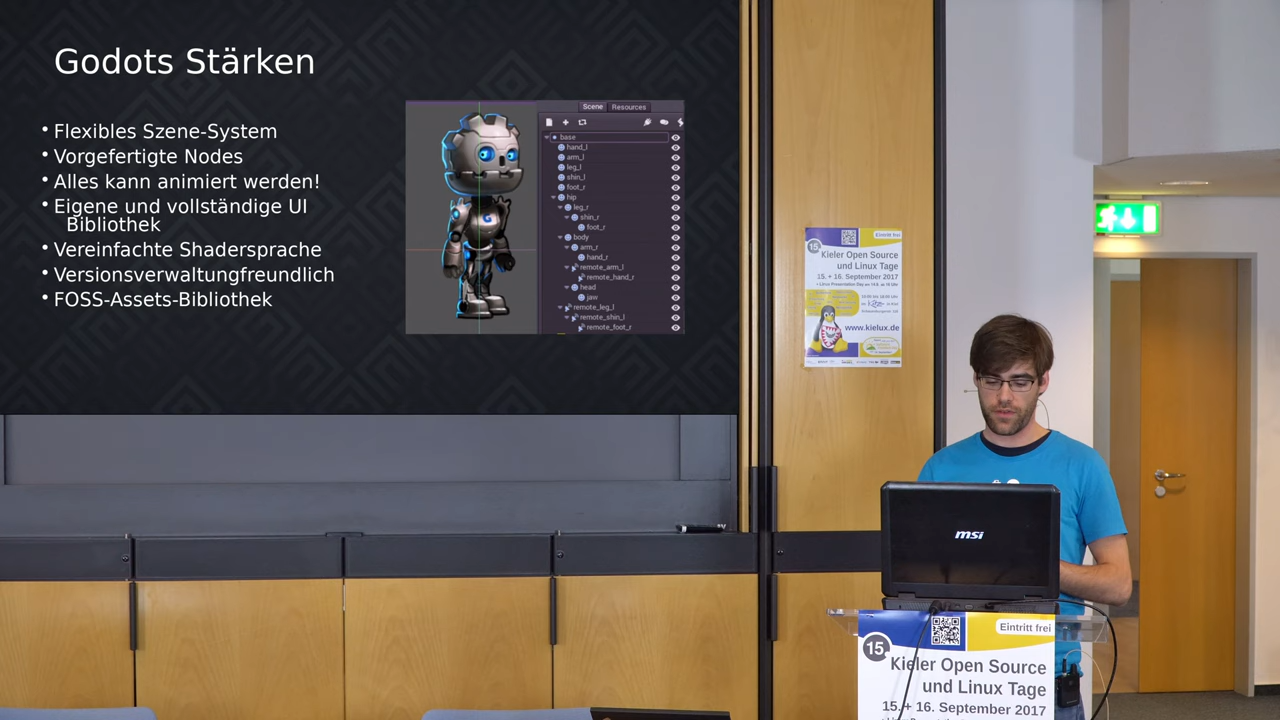 Godots Stärken
• Flexibles Szene-System
• Vorgefertigte Nodes
• Alles kann animiert werden!
• Eigene und vollständige UI
Bibliothek
• Vereinfachte Shadersprache
• Versionsverwaltungfreundlich
• FOSS-Assets-Bibliothek
Scene Resources
base
hand_l
arm_l
leg_l
shin_l
foot_r
hip
leg_r
shin_r
foot_r
body
arm_r
hand_r
remote_arm_l
remote_hand_r
head
jaw
remote_leg_l
remote_shin_l
remote_foot_r
Eintritt frei
15
Kieler Open Source
und Linux Tage
15. + 16. September 2017
www.kielux.de
msi
Eintritt frei
15
Kieler Open Source
und Linux Tage
15. + 16. September 2017